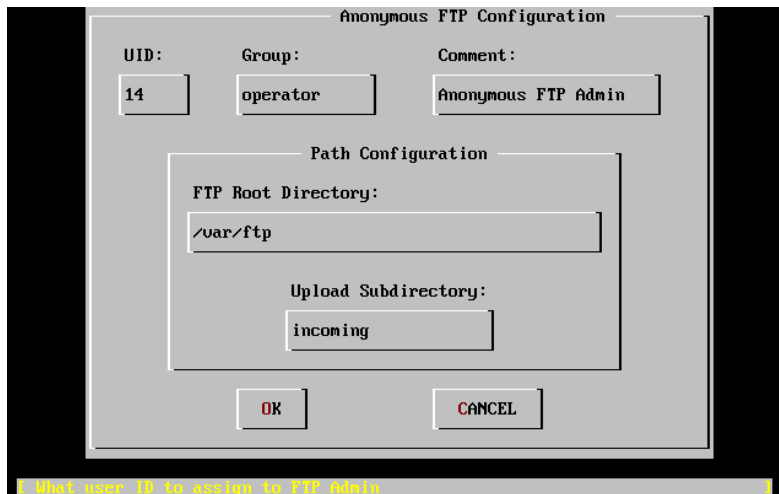 Anonymous FTP Configuration
UID: Group: Comment:
14 operator Anonymous FTP Admin
Path Configuration
FTP Root Directory:
/var/ftp
Upload Subdirectory:
incoming
OK CANCEL
[ What user ID to assign to FTP Admin ]